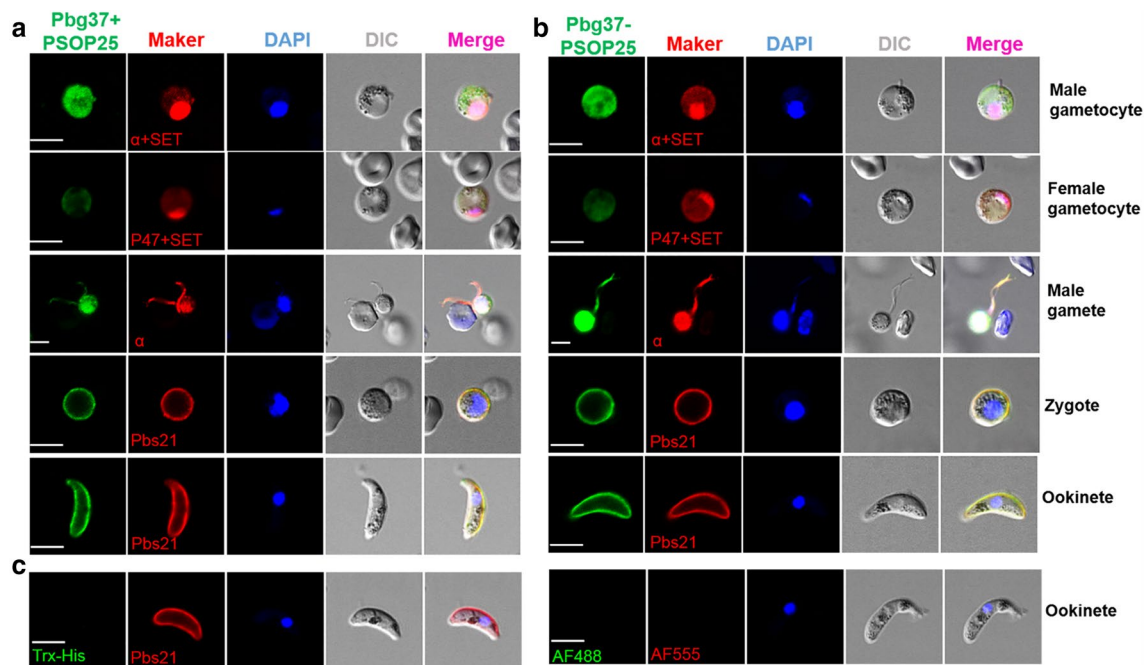 a
Pbg37+
PSOP25
Maker
DAPI
DIC
Merge
α+SET
P47+SET
α
Pbs21
Pbs21
b
Pbg37-
PSOP25
Maker
DAPI
DIC
Merge
α+SET
Male
gametocyte
P47+SET
Female
gametocyte
α
Male
gamete
Pbs21
Zygote
Pbs21
Ookinete
c
Trx-His
Pbs21
AF488
AF555
Ookinete